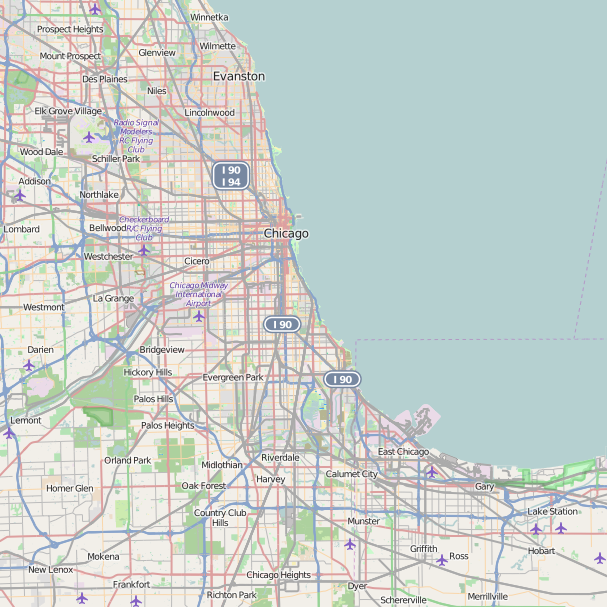 Winnetka
Prospect Heights
Wilmette
Glenview
Mount Prospect
Evanston
Des Plaines
Niles
Elk Grove Village
Lincolnwood
Radio Signal
Modelers
RC Flying
Club
Wood Dale
Schiller Park
I 90
I 94
Addison
Northlake
Checkerboard
R/C Flying
Club
Lombard
Bellwood
Chicago
Westchester
Cicero
Chicago Midway
International
Airport
La Grange
Westmont
I 90
Darien
Bridgeview
Hickory Hills
Evergreen Park
I 90
Palos Hills
Lemont
Palos Heights
East Chicago
Orland Park
Riverdale
Midlothian
Calumet City
Harvey
Homer Glen
Oak Forest
Gary
Country Club
Hills
Lake Station
Munster
Griffith
Hobart
Mokena
Ross
New Lenox
Chicago Heights
Frankfort
Dyer
Richton Park
Schererville
Merrillville